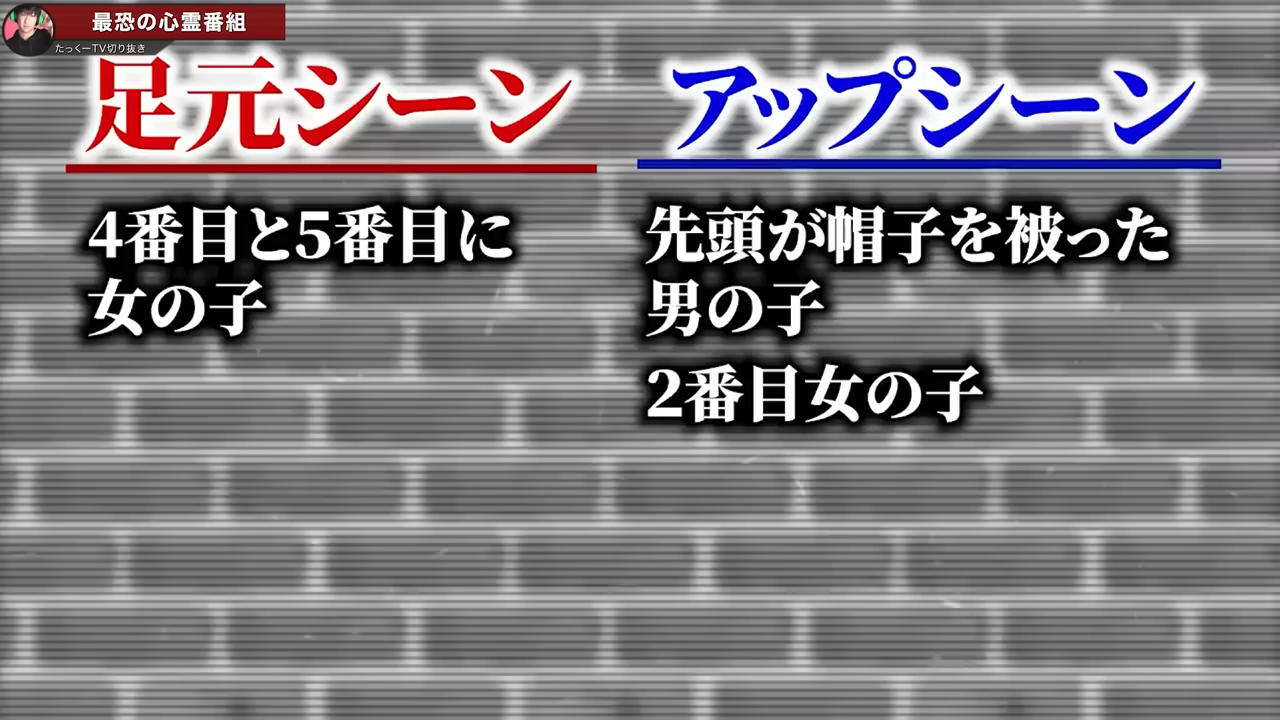 最恐の心霊番組
たっくーTV切り抜き
足元シーン
4番目と5番目に
女の子
アップシーン
先頭が帽子を被った
男の子
2番目女の子